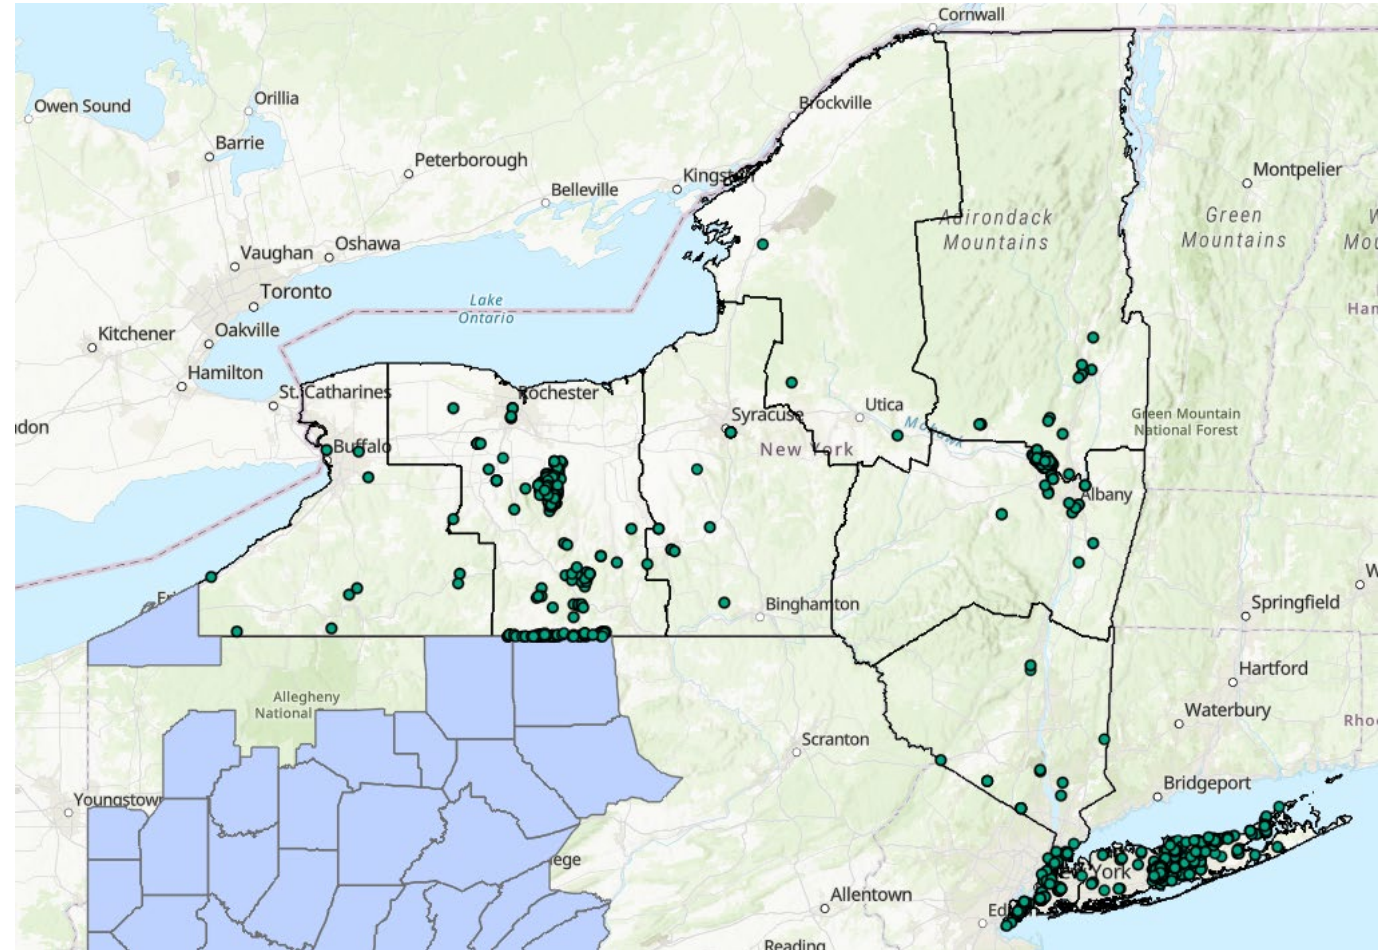 Cornwall
Owen Sound
Orillia
Brockville
Barrie
Peterborough
Montpelier
Belleville
Adirondack
Mountains
Green
Mountains
Vaughan
Oshawa
Toronto
Lake
Ontario
Kitchener
Oakville
Hamilton
St. Catharines
Rochester
Utica
Syracuse
Mohawk
Green Mountain
National Forest
New York
Buffalo
Albany
Binghamton
Springfield
Hartford
Allegheny
National
Waterbury
Scranton
Bridgeport
Allentown
Reading